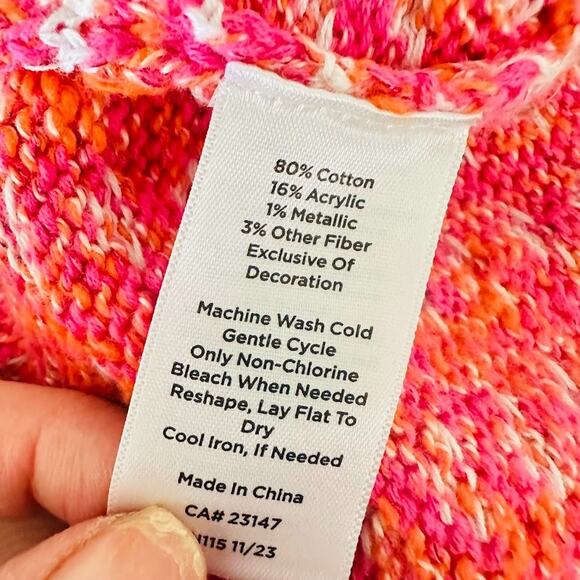 80% Cotton
16% Acrylic
1% Metallic
3% Other Fiber
Exclusive Of
Decoration
Machine Wash Cold
Gentle Cycle
Only Non-Chlorine
Bleach When Needed
Reshape, Lay Flat To
Dry
Cool Iron, If Needed
Made In China
CA# 23147
11/23